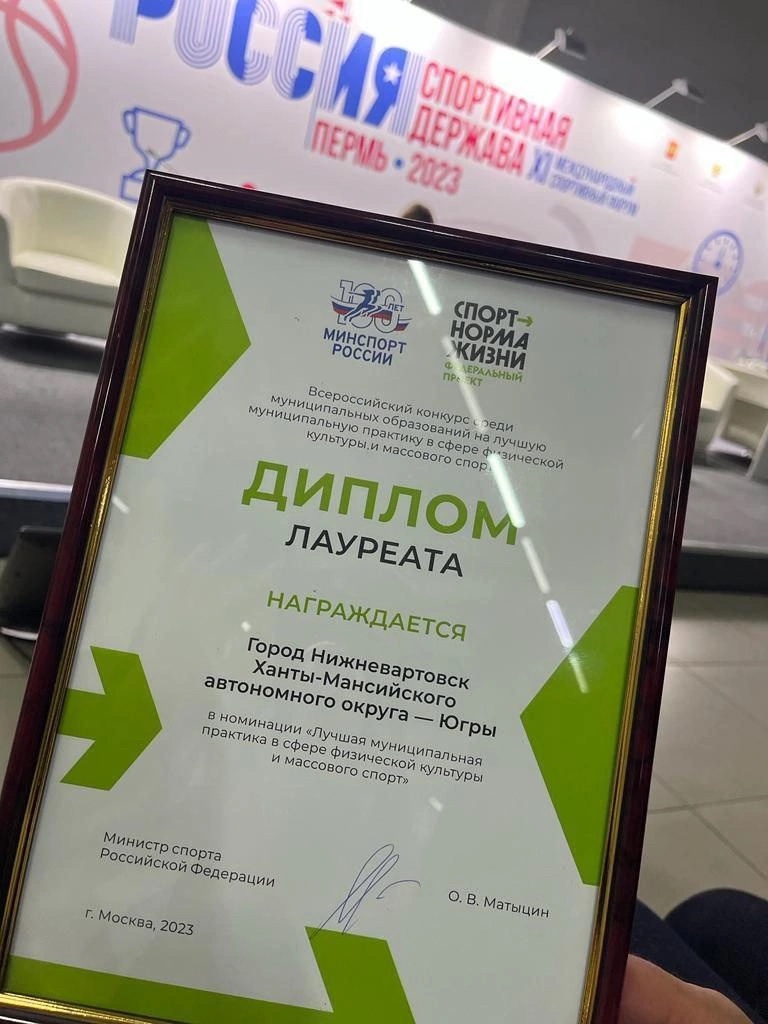 РОССИЯ
СПОРТИВНАЯ
ДЕРЖАВА XI МЕЖДУНАРОДНЫЙ
СПОРТИВНЫЙ ФОРУМ
ПЕРМЬ • 2023
100 ЛЕТ
МИНСПОРТ
РОССИИ
СПОРТ
НОРМА
ЖИЗНИ
ФЕДЕРАЛЬНЫЙ
ПРОЕКТ
Всероссийский конкурс среди
муниципальных образований на лучшую
муниципальную практику в сфере физической
культуры и массового спорта
ДИПЛОМ
ЛАУРЕАТА
НАГРАЖДАЕТСЯ
Город Нижневартовск
Ханты-Мансийского
автономного округа — Югры
в номинации «Лучшая муниципальная
практика в сфере физической культуры
и массового спорт»
Министр спорта
Российской Федерации
О. В. Матыцин
г. Москва, 2023